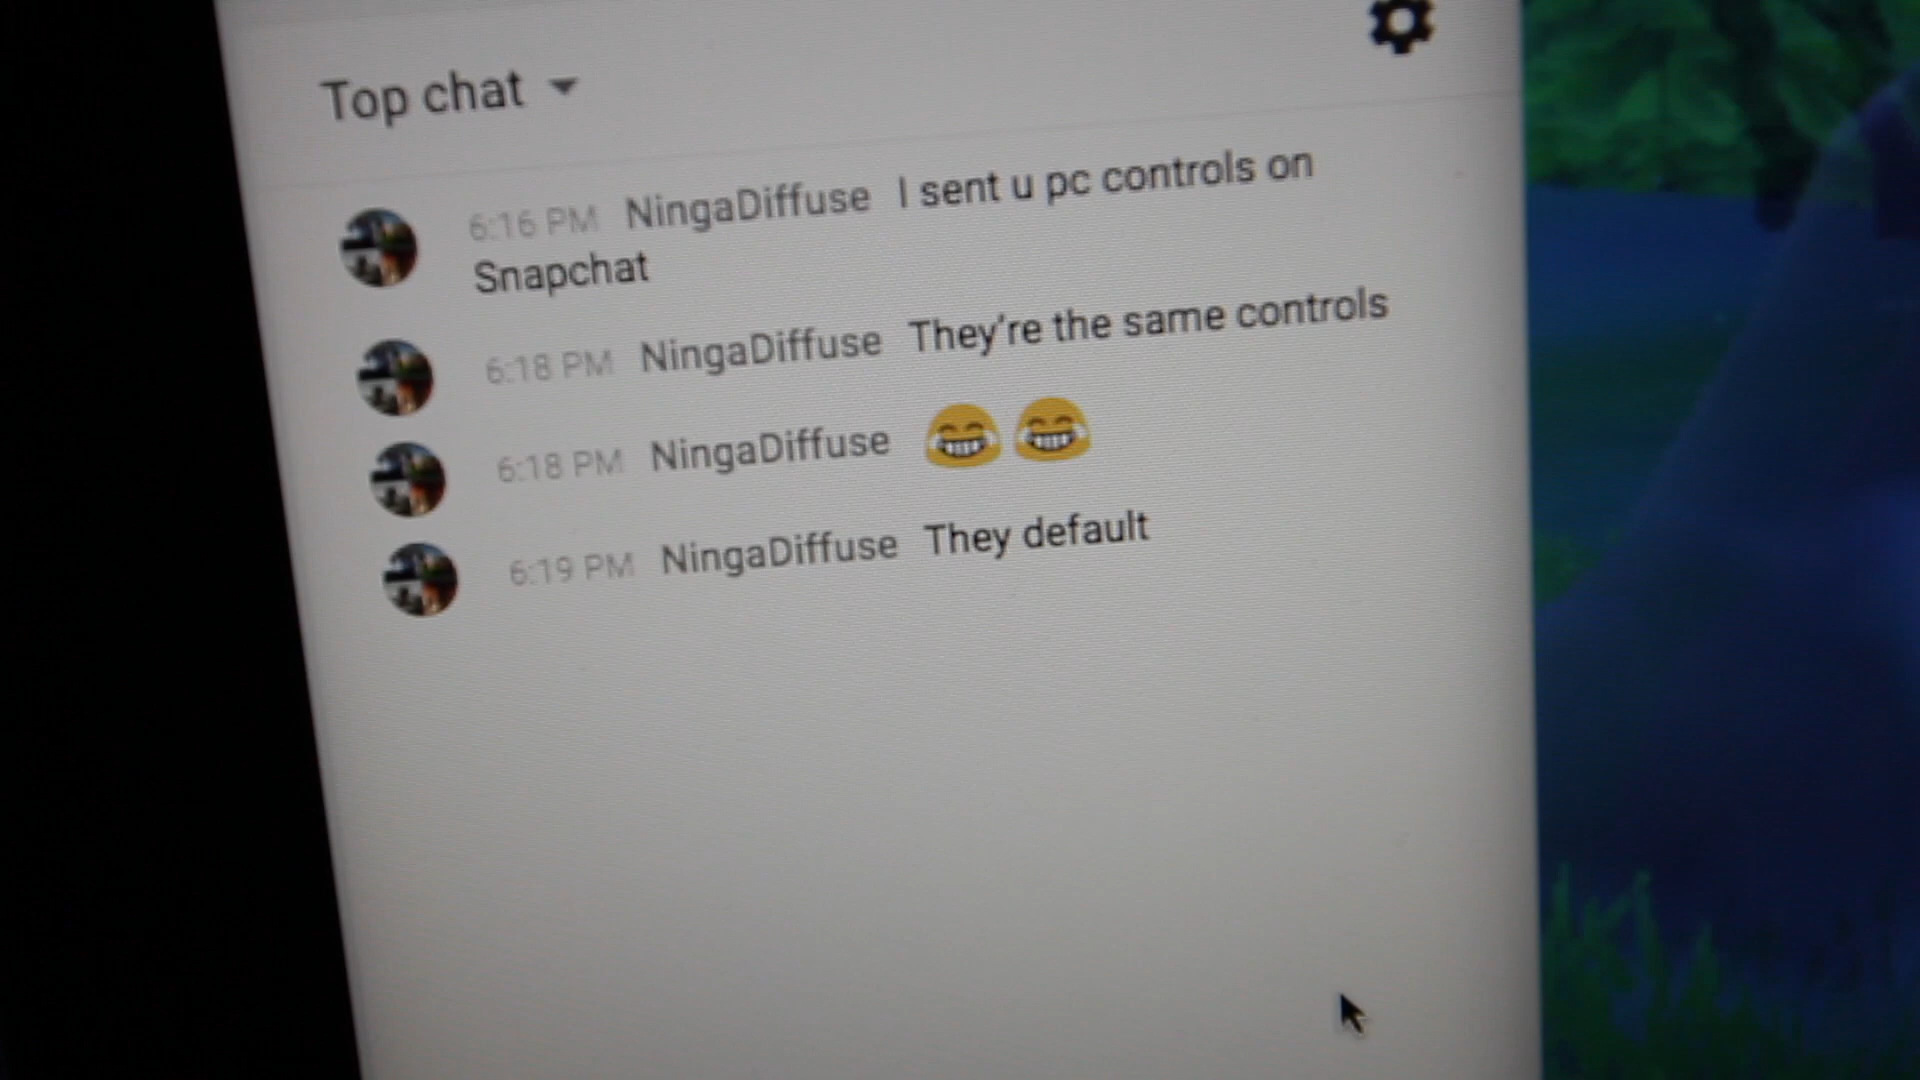 Top chat
6:16 PM NingaDiffuse I sent u pc controls on
Snapchat
6:18 PM NingaDiffuse They're the same controls
6:18 PM NingaDiffuse 😂😂
6:19 PM NingaDiffuse They default